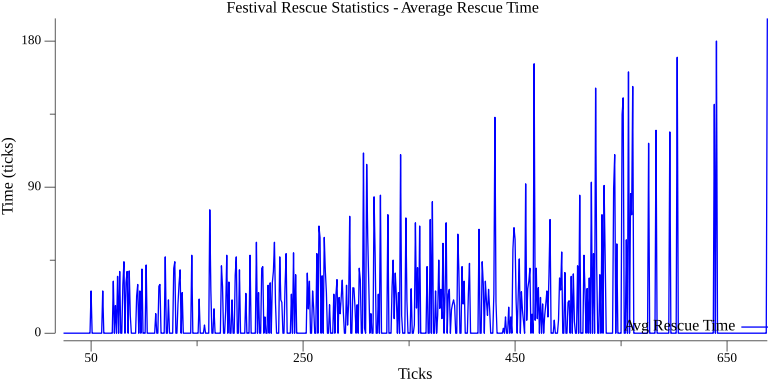 Festival Rescue Statistics - Average Rescue Time
180
90
0
Time (ticks)
Avg Rescue Time
50
250
450
650
Ticks